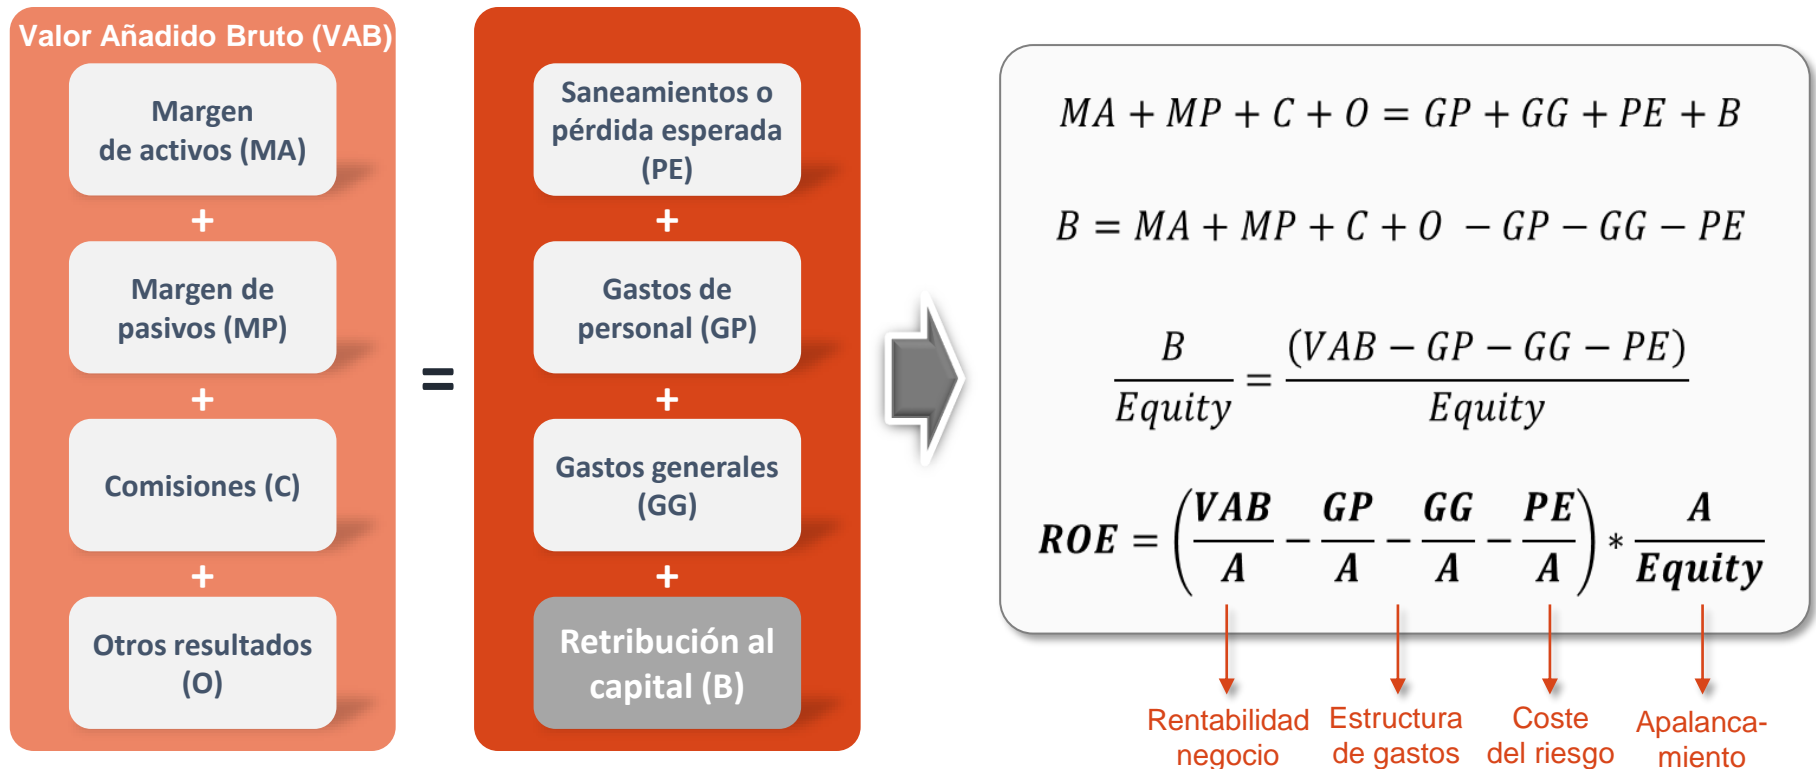 Valor Añadido Bruto (VAB)
Margen
de activos (MA)
+
Margen de
pasivos (MP)
+
Comisiones (C)
+
Otros resultados
(O)
=
Saneamientos o
pérdida esperada
(PE)
+
Gastos de
personal (GP)
+
Gastos generales
(GG)
+
Retribución al
capital (B)
MA + MP + C + O = GP + GG + PE + B
B = MA + MP + C + O − GP − GG − PE
B/Equity = (VAB − GP − GG − PE)/Equity
ROE = (VAB/A − GP/A − GG/A − PE/A) * A/Equity
Rentabilidad
negocio
Estructura
de gastos
Coste
del riesgo
Apalanca-
miento